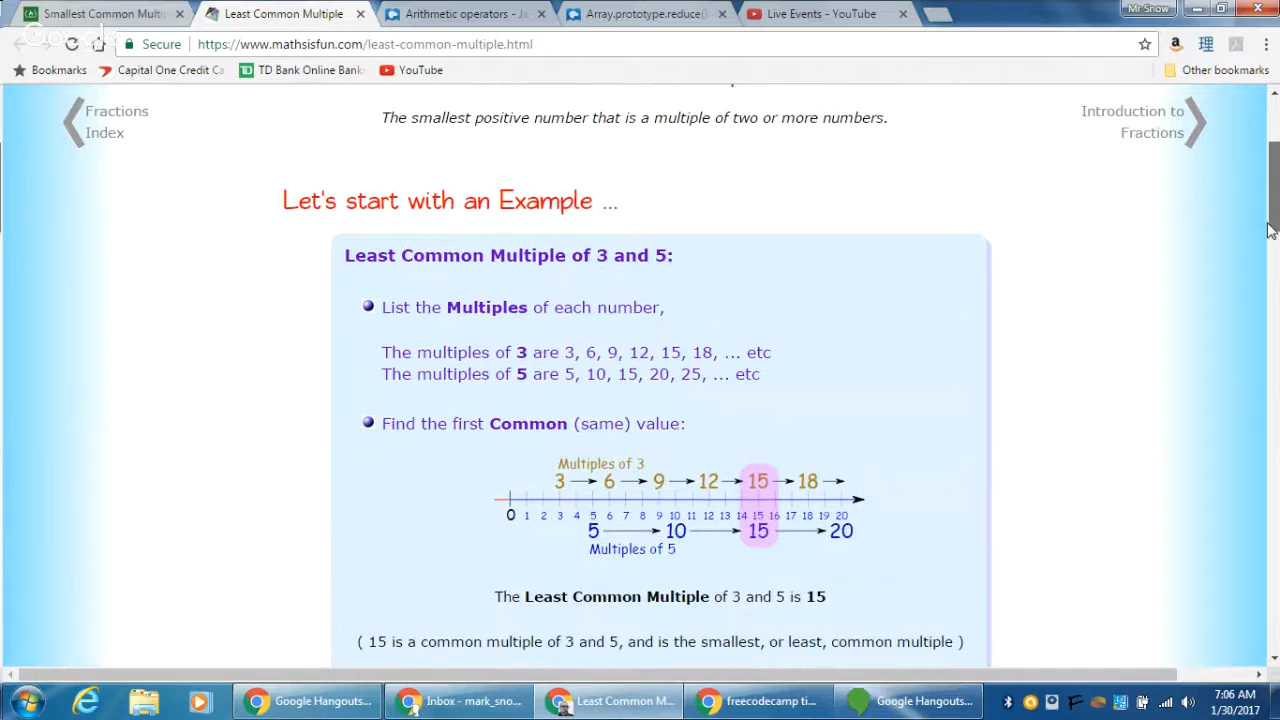 Smallest Common Multi
Least Common Multiple
Arithmetic operators - Ja
Array.prototype.reduce()
Live Events - YouTube
Mr Snow
Secure
https://www.mathsisfun.com/least-common-multiple.html
Bookmarks
Capital One Credit Ca
TD Bank Online Bank
YouTube
Other bookmarks
Fractions
Index
Introduction to
Fractions
The smallest positive number that is a multiple of two or more numbers.
Let's start with an Example ...
Least Common Multiple of 3 and 5:
List the Multiples of each number,
The multiples of 3 are 3, 6, 9, 12, 15, 18, ... etc
The multiples of 5 are 5, 10, 15, 20, 25, ... etc
Find the first Common (same) value:
Multiples of 3
3 6 9 12 15 18
0 1 2 3 4 5 6 7 8 9 10 11 12 13 14 15 16 17 18 19 20
5 10 15 20
Multiples of 5
The Least Common Multiple of 3 and 5 is 15
( 15 is a common multiple of 3 and 5, and is the smallest, or least, common multiple )
Google Hangouts...
Inbox - mark_sno...
Least Common M...
freecodecamp ti...
Google Hangouts...
7:06 AM
1/30/2017